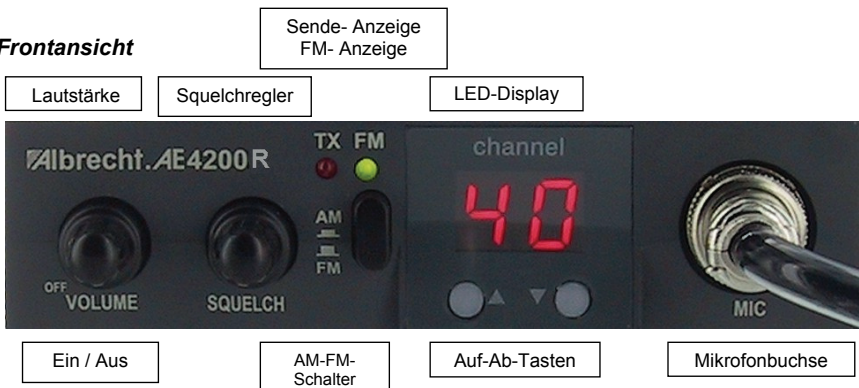 Sende- Anzeige
FM- Anzeige
Frontansicht
Lautstärke
Squelchregler
LED-Display
Albrecht. AE4200 R
TX FM
channel
40
AM
FM
OFF
VOLUME
SQUELCH
MIC
Ein / Aus
AM-FM-
Schalter
Auf-Ab-Tasten
Mikrofonbuchse